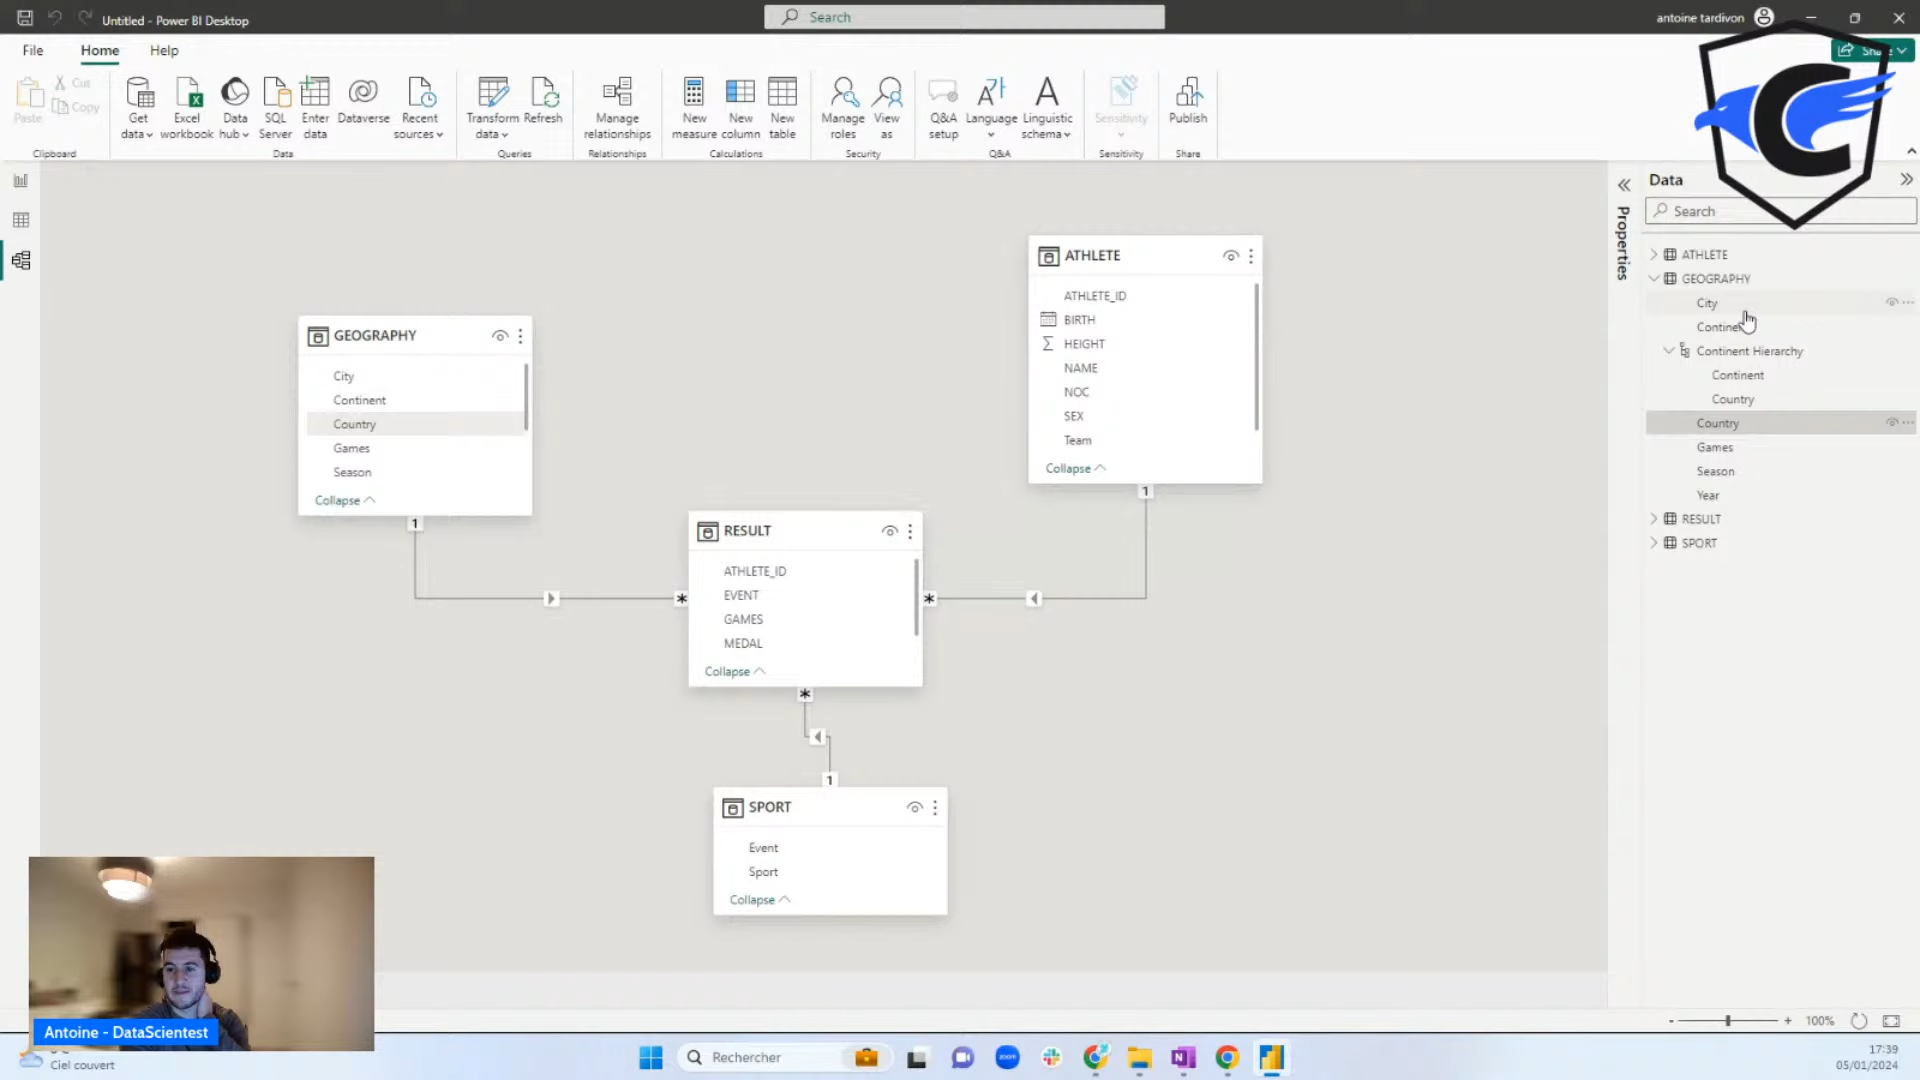 Untitled - Power BI Desktop
Search
antoine tardivon
File
Home
Help
Share
Paste
Cut
Copy
Clipboard
Get data
Excel workbook
Data hub
SQL Server
Enter data
Dataverse
Recent sources
Data
Transform data
Refresh
Queries
Manage relationships
Relationships
New measure
New column
New table
Calculations
Manage roles
View as
Security
Q&A setup
Language
Linguistic schema
Q&A
Sensitivity
Sensitivity
Publish
Share
C
Properties
Data
Search
ATHLETE
GEOGRAPHY
City
Continent Hierarchy
Continent
Country
Country
Games
Season
Year
RESULT
SPORT
GEOGRAPHY
City
Continent
Country
Games
Season
Collapse
1
ATHLETE
ATHLETE_ID
BIRTH
Σ HEIGHT
NAME
NOC
SEX
Team
Collapse
1
RESULT
ATHLETE_ID
EVENT
GAMES
MEDAL
Collapse
*
*
*
1
SPORT
Event
Sport
Collapse
Antoine - DataScientest
100%
Ciel couvert
Rechercher
zoom
17:39
05/01/2024